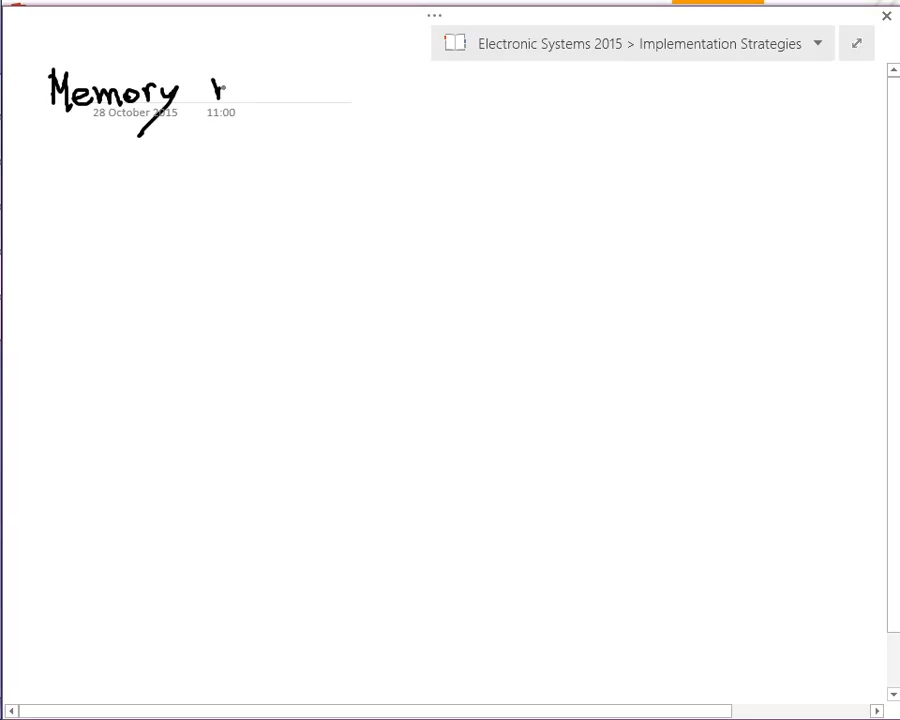 Electronic Systems 2015 > Implementation Strategies
Memory
28 October 2015 11:00